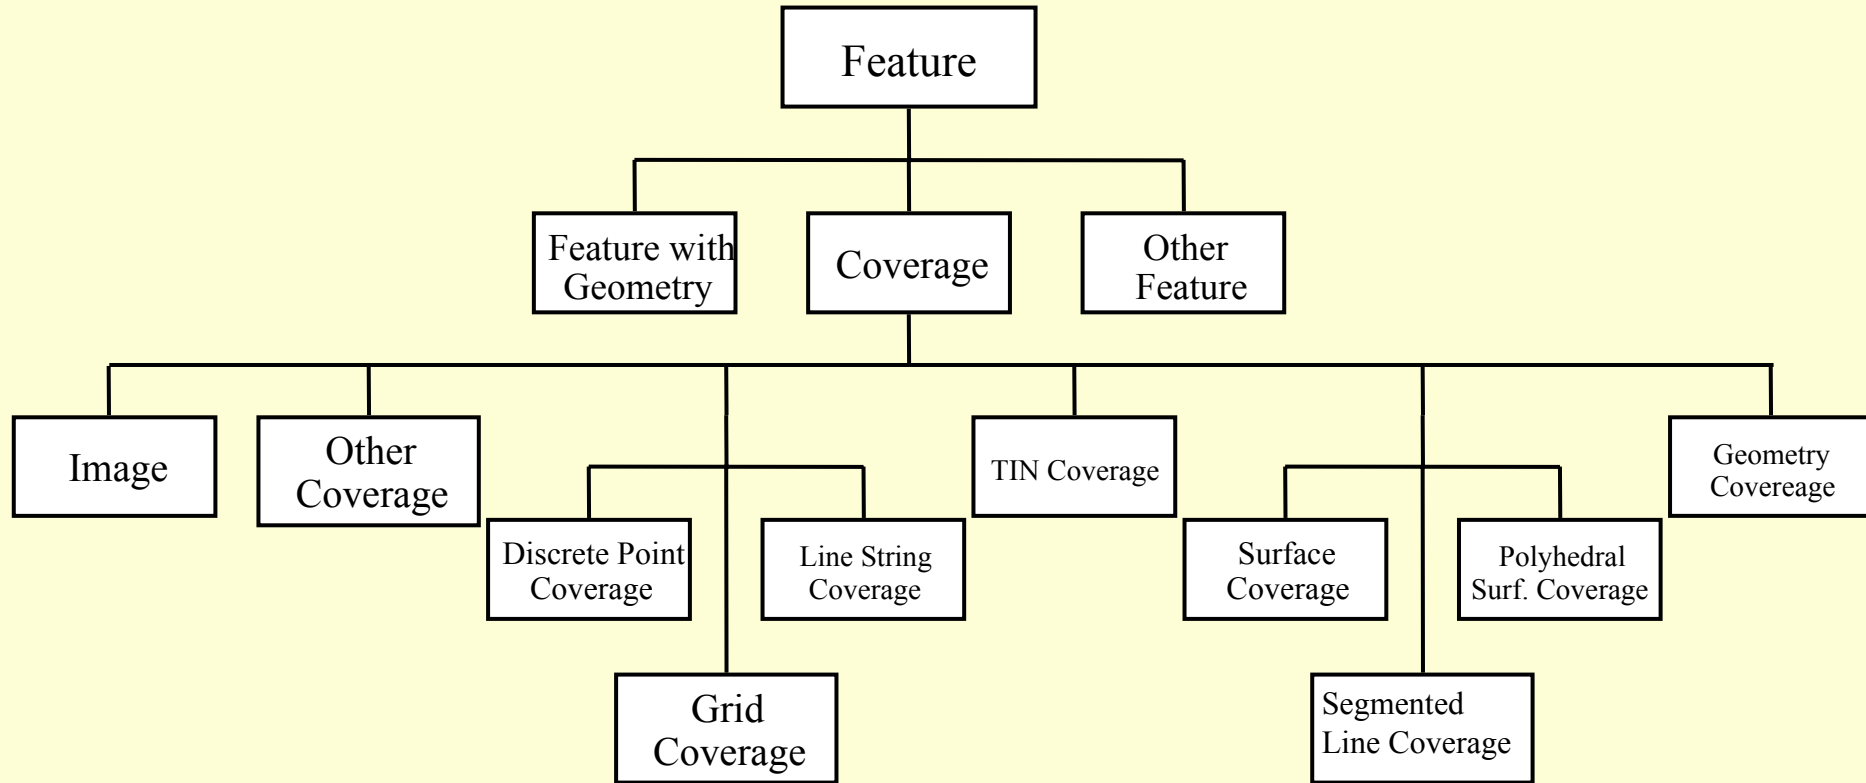 Feature
Feature with
Geometry
Coverage
Other
Feature
Image
Other
Coverage
TIN Coverage
Geometry
Covereage
Discrete Point
Coverage
Line String
Coverage
Surface
Coverage
Polyhedral
Surf. Coverage
Grid
Coverage
Segmented
Line Coverage